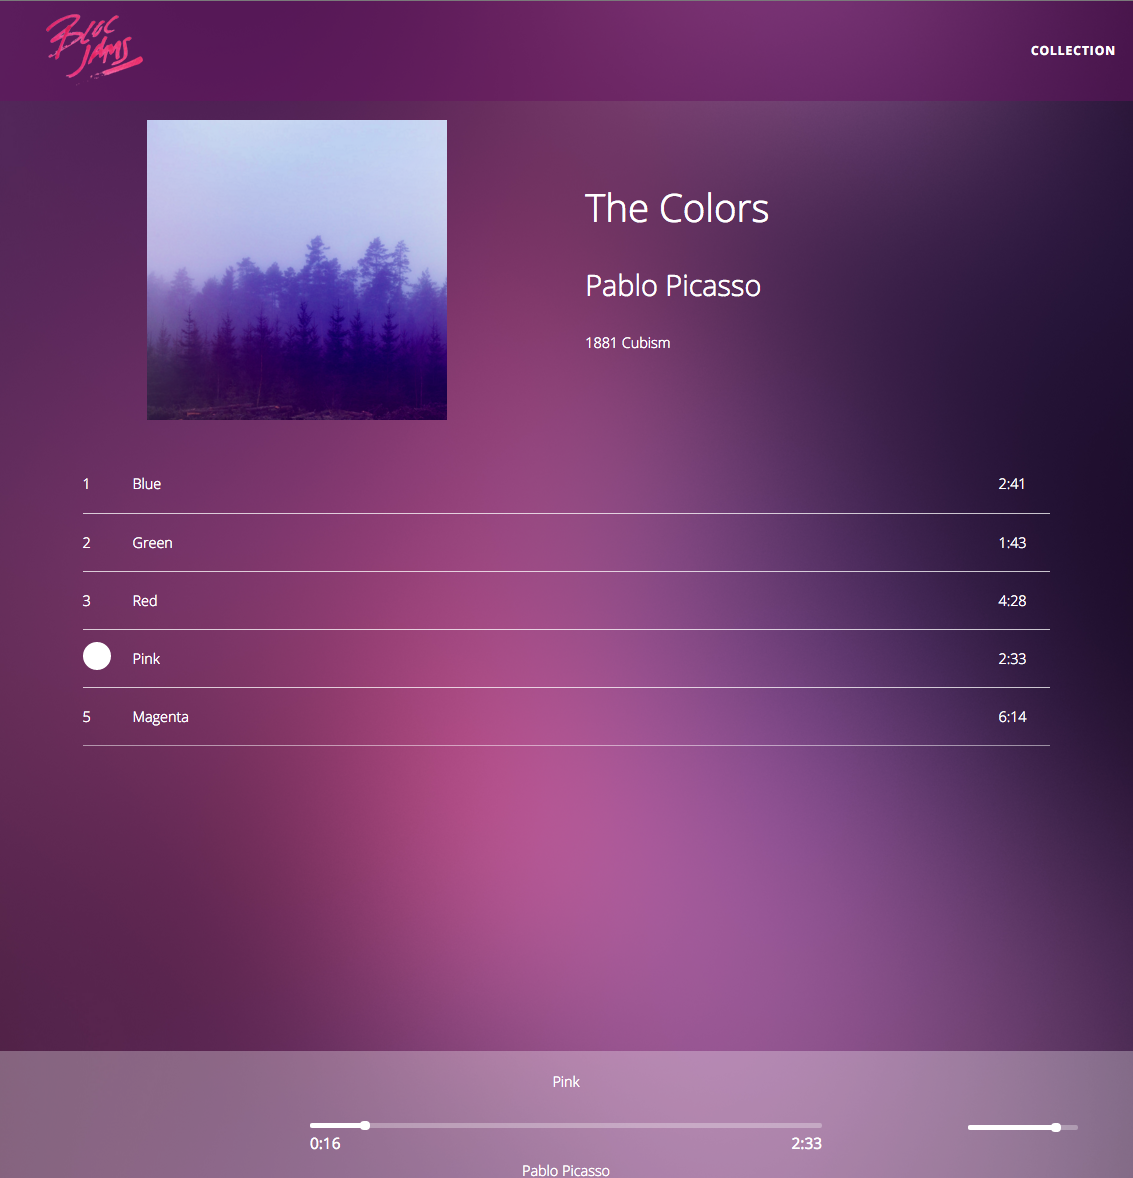 BLOC
JAMS
COLLECTION
The Colors
Pablo Picasso
1881 Cubism
1 Blue 2:41
2 Green 1:43
3 Red 4:28
Pink 2:33
5 Magenta 6:14
Pink
0:16 2:33
Pablo Picasso